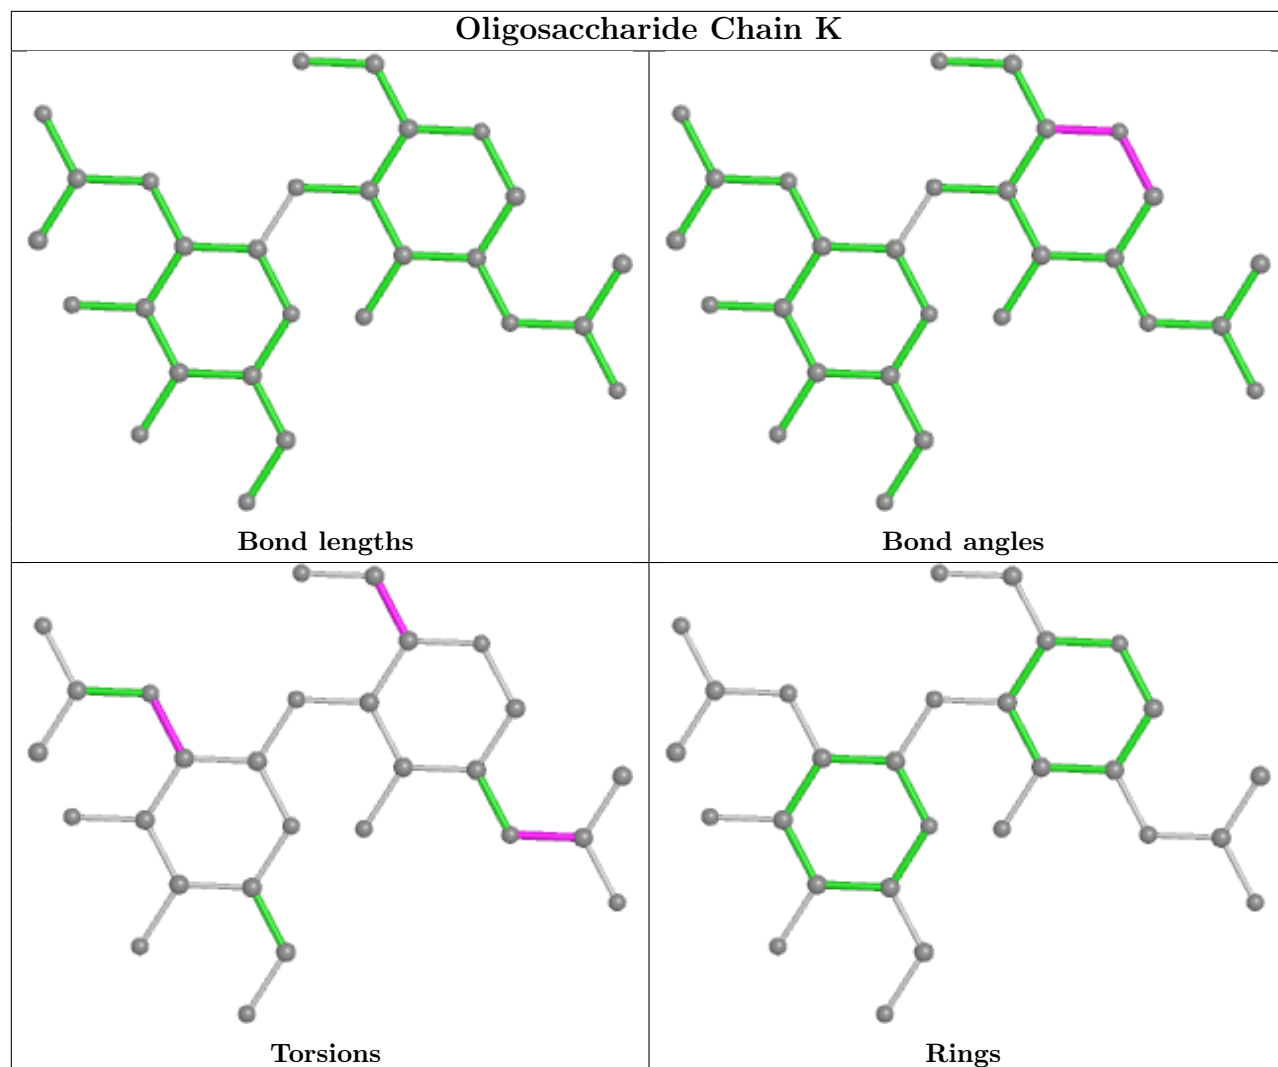 Oligosaccharide Chain K
Bond lengths
Bond angles
Torsions
Rings